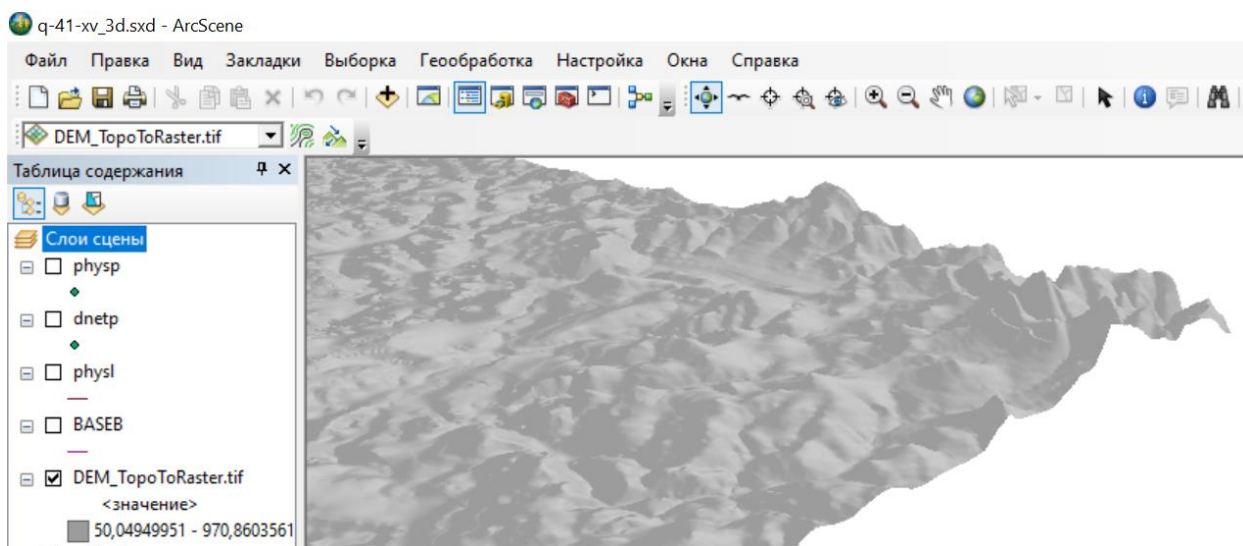 q-41-xv_3d.sxd - ArcScene
Файл Правка Вид Закладки Выборка Геообработка Настройка Окна Справка
DEM_TopoToRaster.tif
Таблица содержания
Слои сцены
physp
dnetp
physl
BASEB
DEM_TopoToRaster.tif
<значение>
50,04949951 - 970,8603561